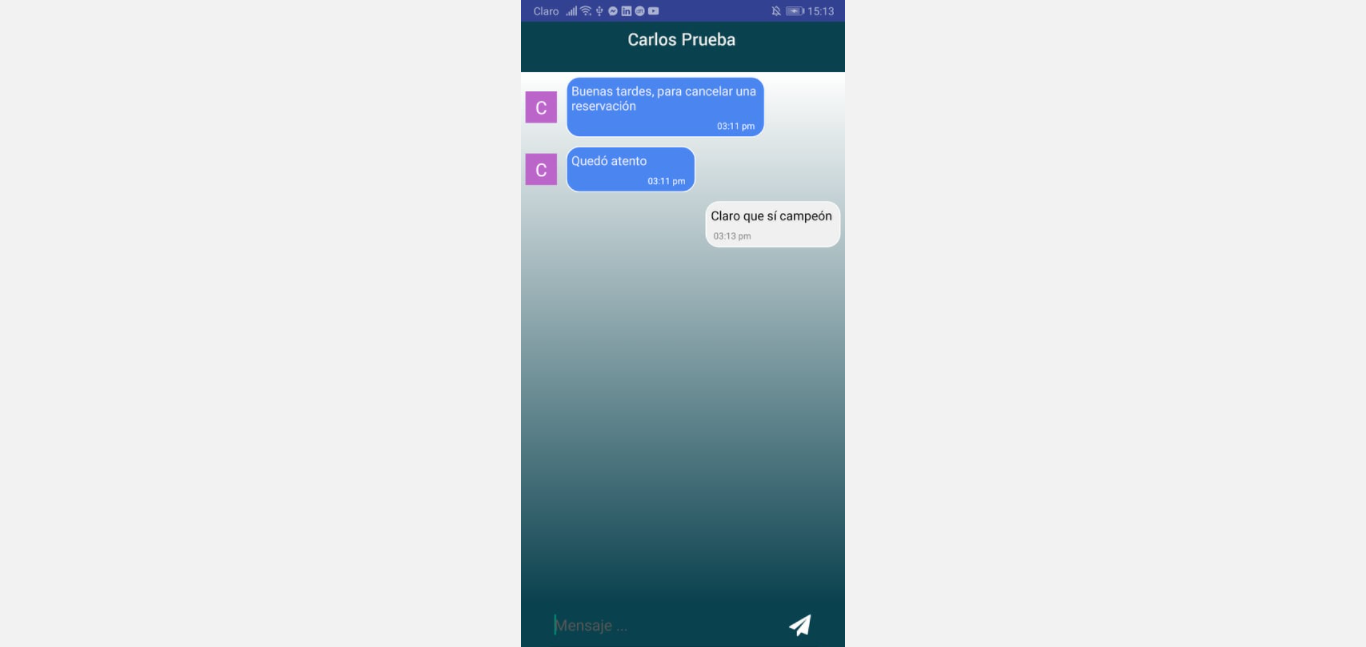 Claro 15:13
Carlos Prueba
C
Buenas tardes, para cancelar una
reservación
03:11 pm
C
Quedó atento
03:11 pm
Claro que sí campeón
03:13 pm
Mensaje ...